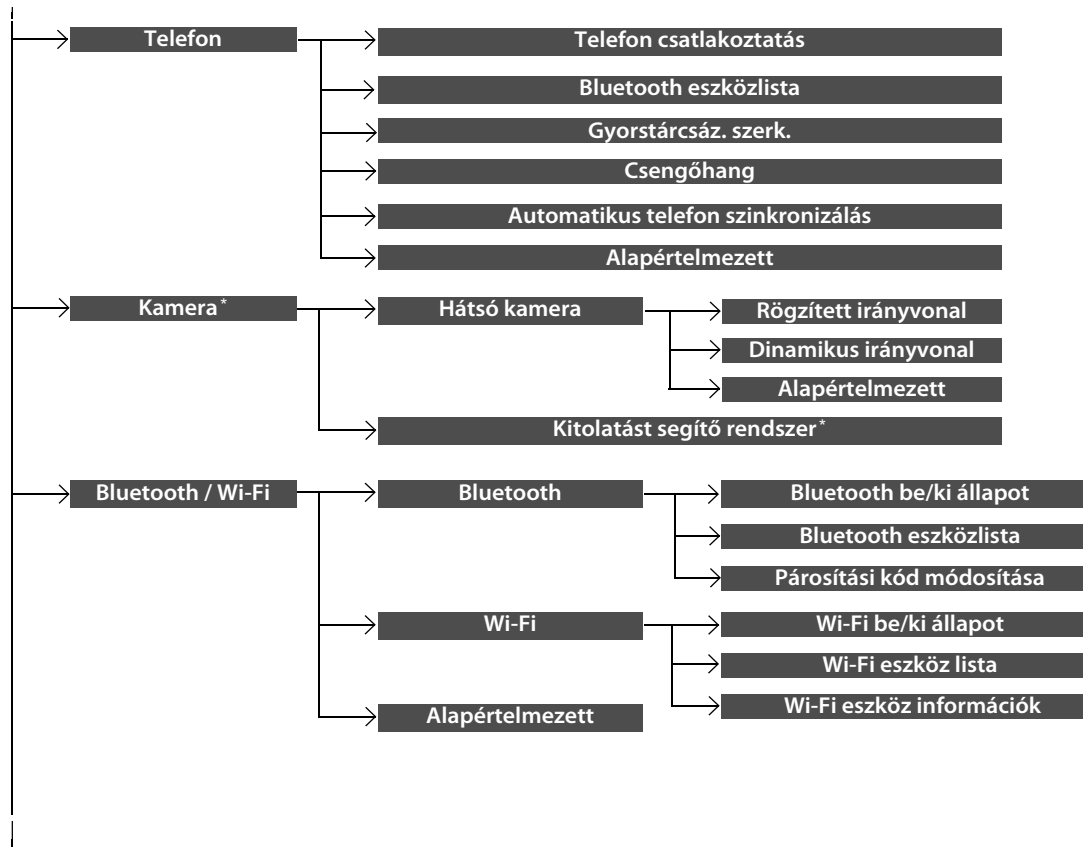 Telefon
Telefon csatlakoztatás
Bluetooth eszközlista
Gyorstárcsáz. szerk.
Csengőhang
Automatikus telefon szinkronizálás
Alapértelmezett
Kamera*
Hátsó kamera
Rögzített irányvonal
Dinamikus irányvonal
Alapértelmezett
Kitolatást segítő rendszer*
Bluetooth / Wi-Fi
Bluetooth
Bluetooth be/ki állapot
Bluetooth eszközlista
Párosítási kód módosítása
Wi-Fi
Wi-Fi be/ki állapot
Wi-Fi eszköz lista
Wi-Fi eszköz információk
Alapértelmezett